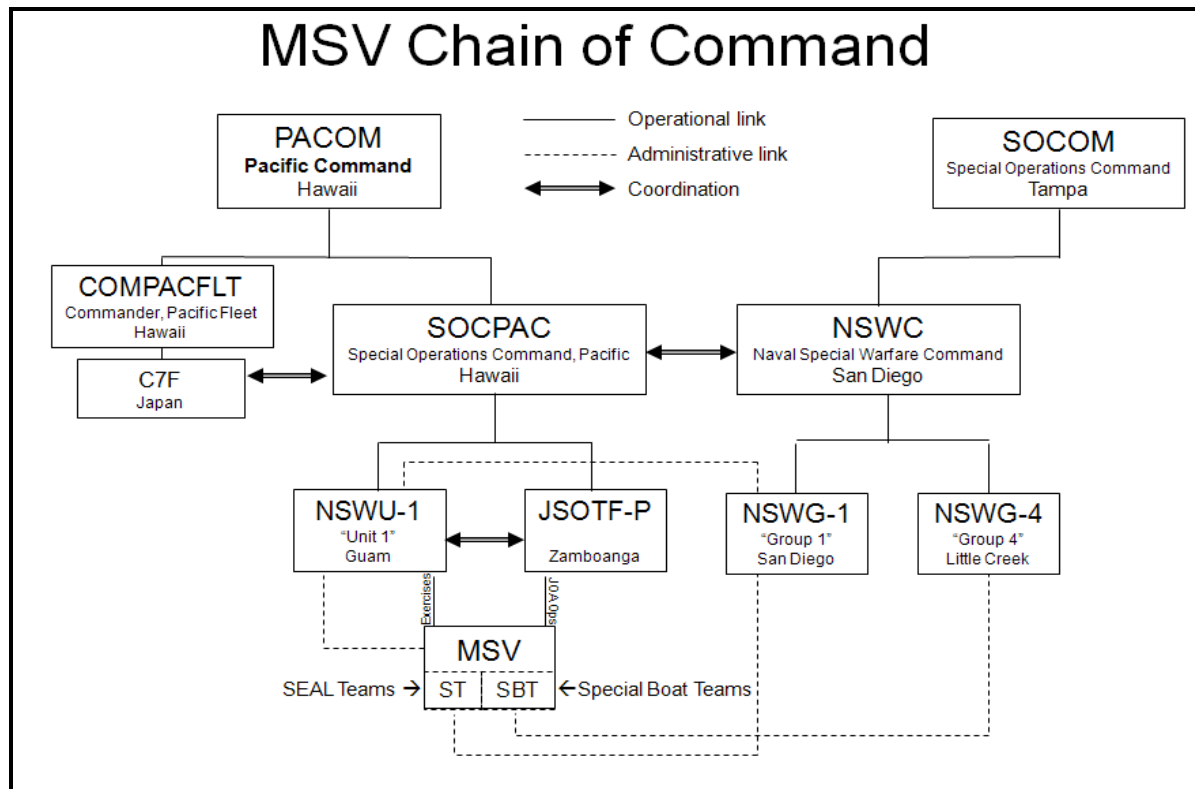 MSV Chain of Command
PACOM
Pacific Command
Hawaii
Operational link
Administrative link
Coordination
SOCOM
Special Operations Command
Tampa
COMPACFLT
Commander, Pacific Fleet
Hawaii
C7F
Japan
SOCPAC
Special Operations Command, Pacific
Hawaii
NSWC
Naval Special Warfare Command
San Diego
NSWU-1
“Unit 1”
Guam
JSOTF-P
Zamboanga
NSWG-1
“Group 1”
San Diego
NSWG-4
“Group 4”
Little Creek
Exercises
JOA Ops
MSV
SEAL Teams → ST SBT ← Special Boat Teams